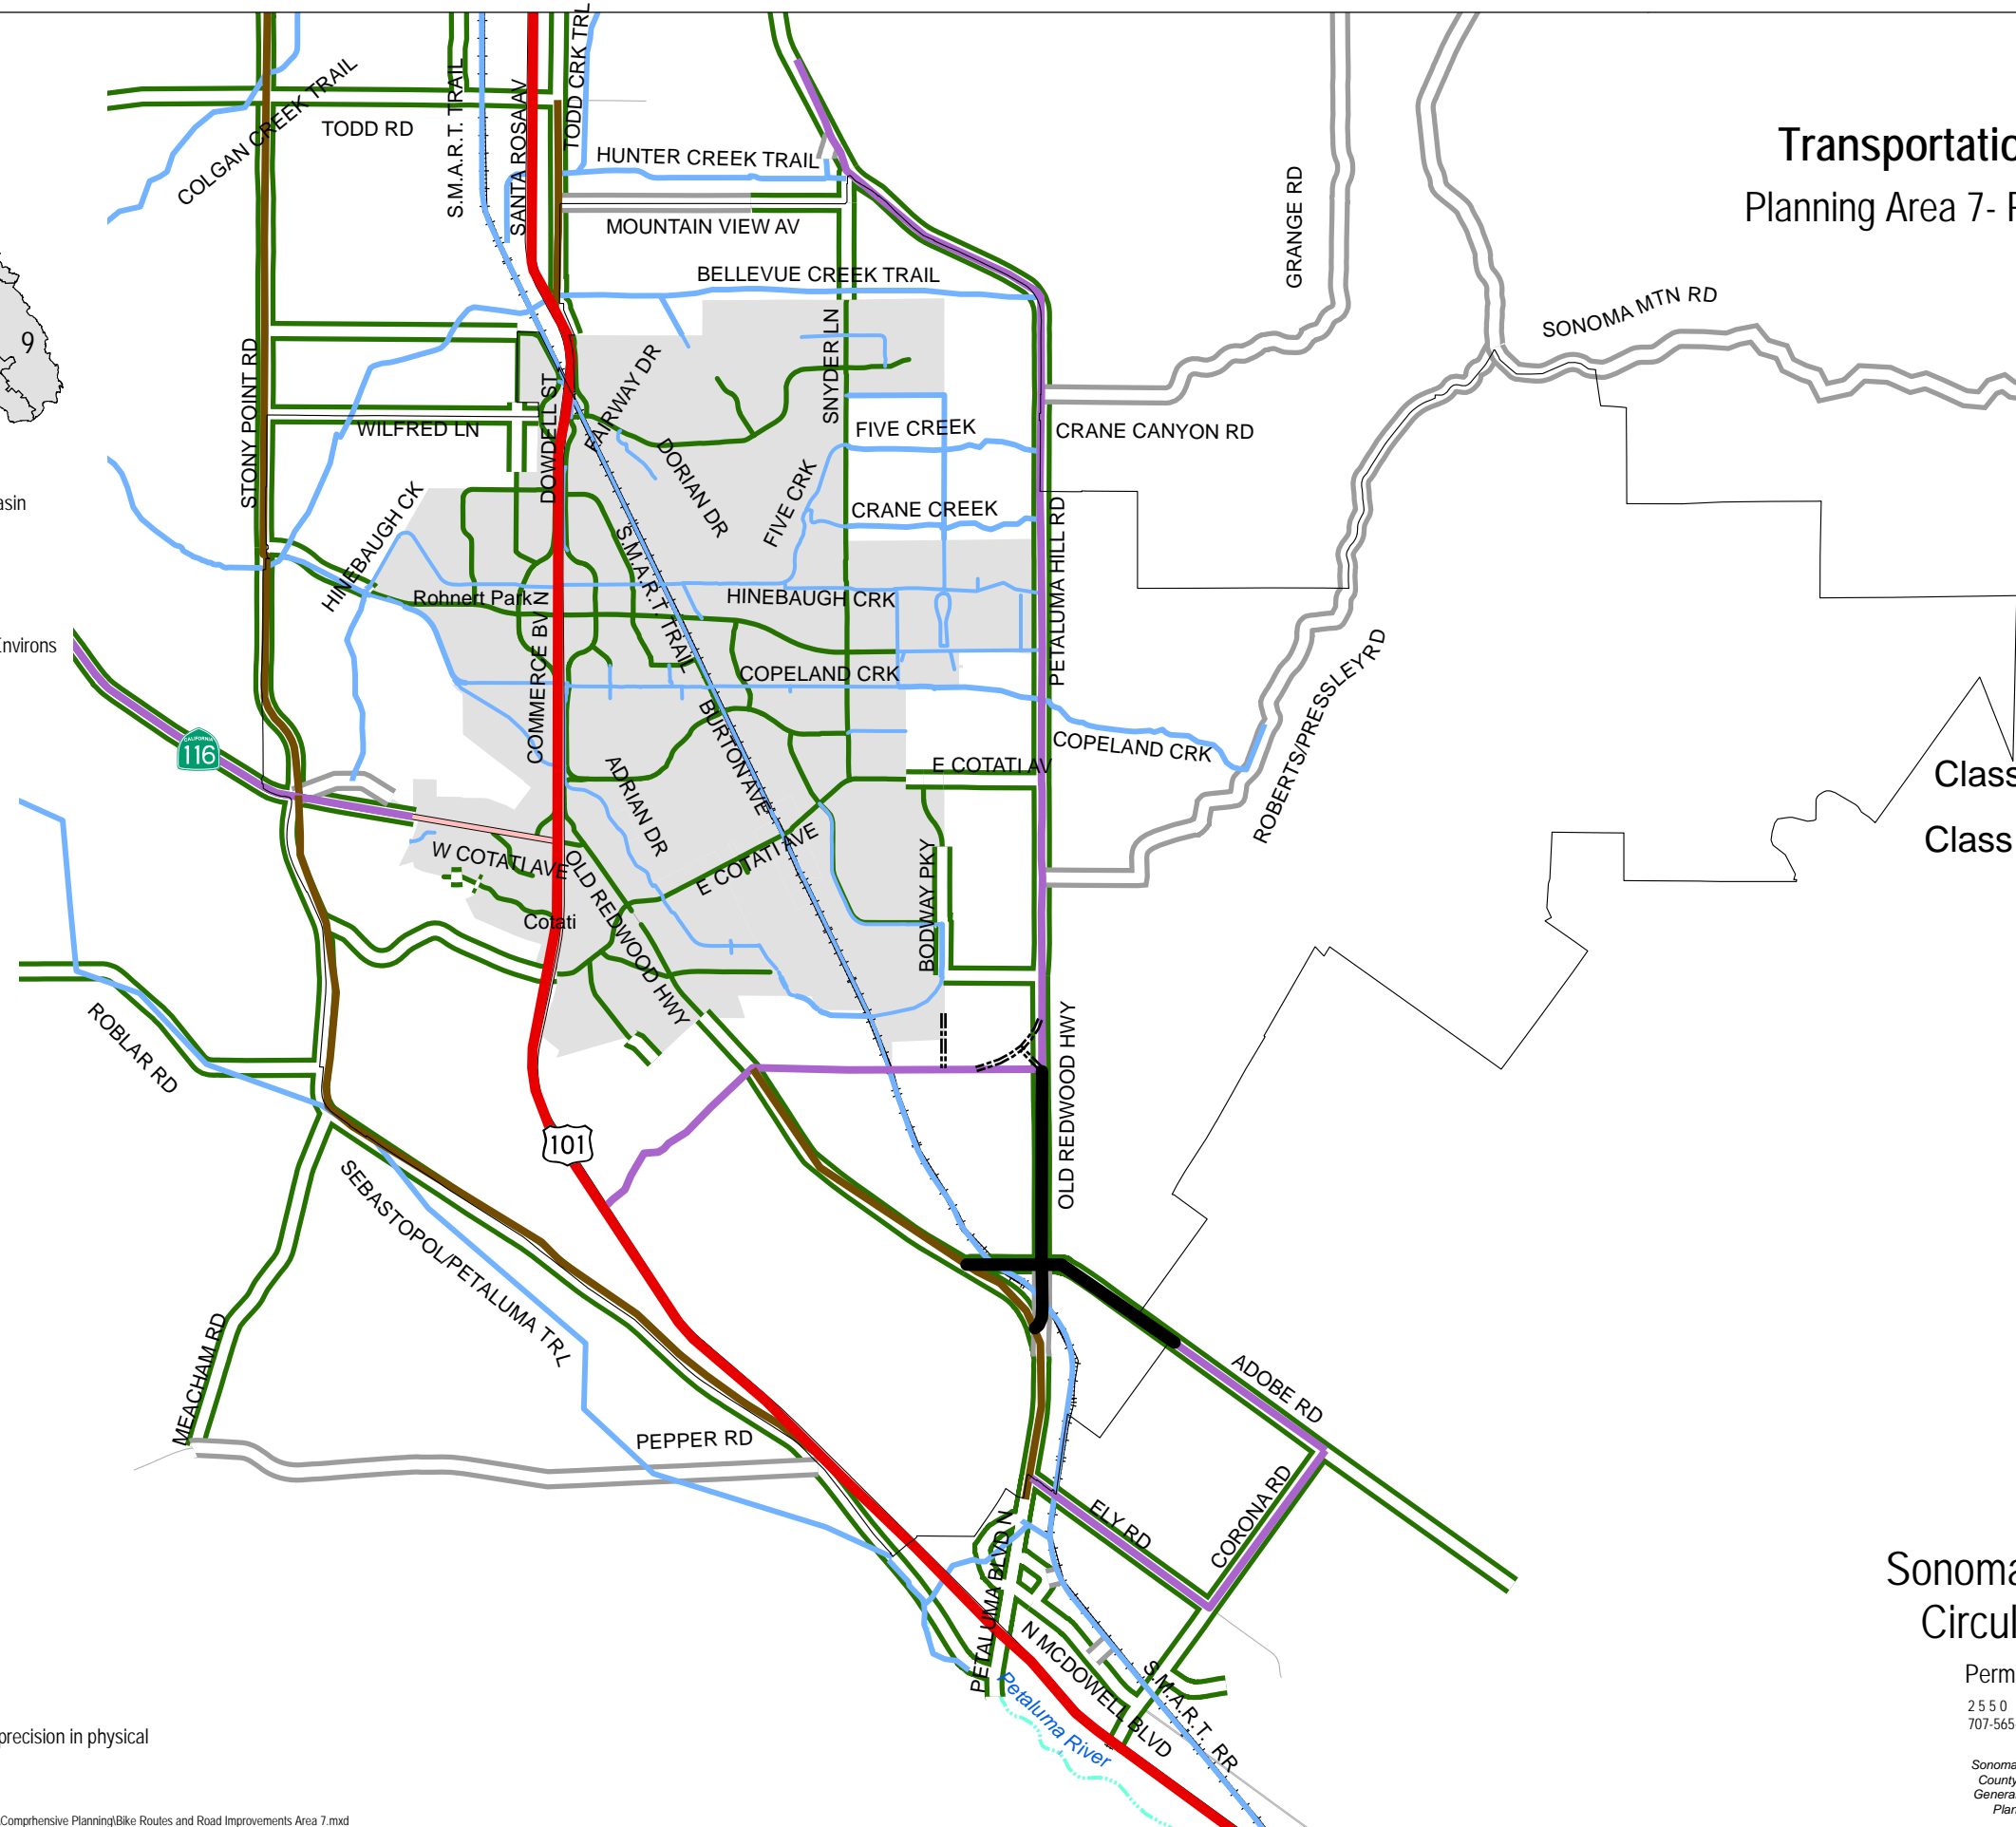 Transportatio
Planning Area 7- 
9
asin
Environs
TODD CRK TRL
COLGAN CREEK TRAIL
TODD RD
S.M.A.R.T. TRAIL
SANTA ROSA AV
HUNTER CREEK TRAIL
MOUNTAIN VIEW AV
BELLEVUE CREEK TRAIL
GRANGE RD
SONOMA MTN RD
STONY POINT RD
WILFRED LN
DOWDELL ST
FAIRWAY DR
SNYDER LN
DORIAN DR
FIVE CREEK
CRANE CANYON RD
FIVE CRK
CRANE CREEK
HINEBAUGH CK
S.M.A.R.T. TRAIL
PETALUMA HILL RD
Rohnert Park
HINEBAUGH CRK
COMMERCE BV N
COPELAND CRK
ROBERTS/PRESSLEY RD
CALIFORNIA
116
BURTON AVE
COPELAND CRK
E COTATI AV
ADRIAN DR
W COTATI AVE
E COTATI AVE
Cotati
OLD REDWOOD HWY
BODWAY PKY
Class
Class
ROBLAR RD
OLD REDWOOD HWY
101
SEBASTOPOL/PETALUMA TRL
MEACHAM RD
PEPPER RD
ADOBE RD
ELY RD
CORONA RD
PETALUMA BLVD N
N MCDOWELL BLVD
S.M.A.R.T. RR
Petaluma River
Sonoma
Circul
Perm
2550
707-565
Sonoma
County
General
Plan
precision in physical
\Comprhensive Planning\Bike Routes and Road Improvements Area 7.mxd